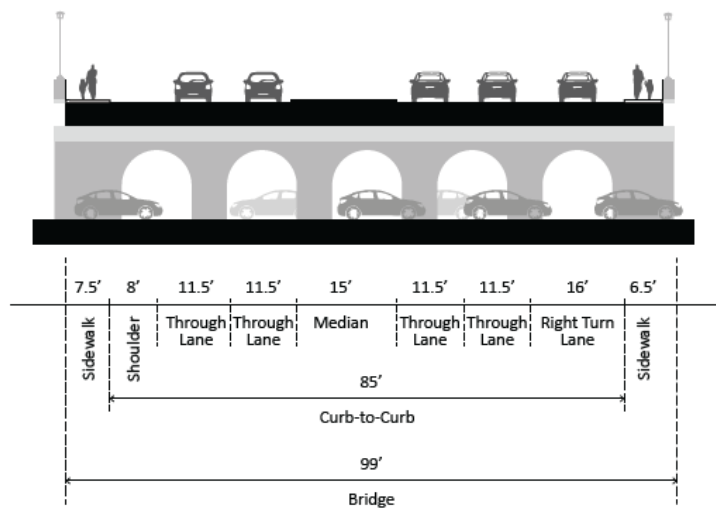 7.5’ 8’ 11.5’ 11.5’ 15’ 11.5’ 11.5’ 16’ 6.5’
Sidewalk
Shoulder
Through
Lane
Through
Lane
Median
Through
Lane
Through
Lane
Right Turn
Lane
Sidewalk
85’
Curb-to-Curb
99’
Bridge